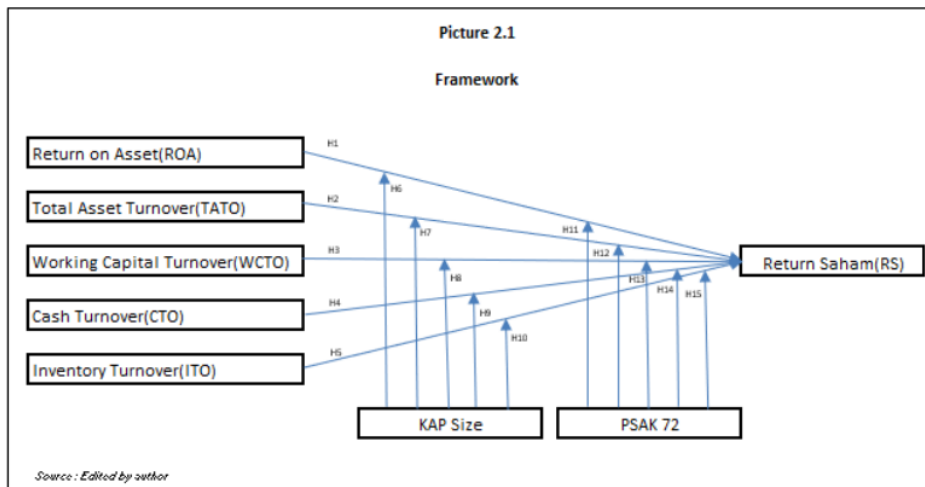 Picture 2.1
Framework
Return on Asset(ROA)
Total Asset Turnover(TATO)
Working Capital Turnover(WCTO)
Cash Turnover(CTO)
Inventory Turnover(ITO)
H1
H2
H3
H4
H5
H6
H7
H8
H9
H10
H11
H12
H13
H14
H15
Return Saham(RS)
KAP Size
PSAK 72
Source : Edited by author